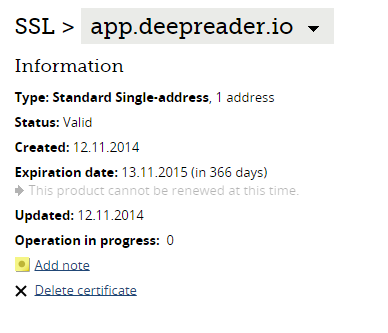 SSL > app.deepreader.io
Information
Type: Standard Single-address, 1 address
Status: Valid
Created: 12.11.2014
Expiration date: 13.11.2015 (in 366 days)
This product cannot be renewed at this time.
Updated: 12.11.2014
Operation in progress: 0
Add note
Delete certificate